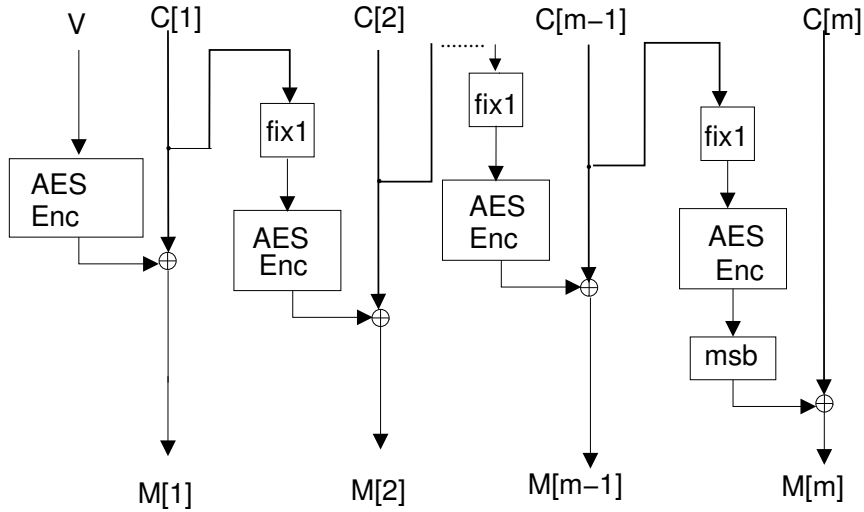 V
C[1]
C[2]
C[m−1]
C[m]
fix1
fix1
fix1
AES
Enc
AES
Enc
AES
Enc
AES
Enc
msb
M[1]
M[2]
M[m−1]
M[m]